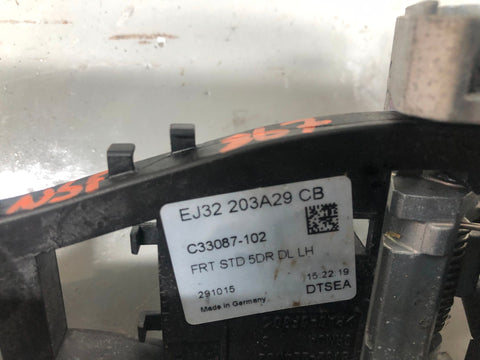 NSF 367
EJ32 203A29 CB
C33087-102
FRT STD 5DR DL LH
291015 15:22 19
Made in Germany DTSEA